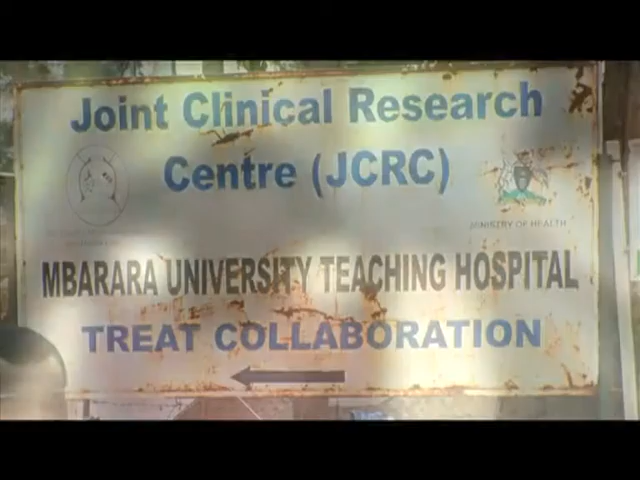 Joint Clinical Research
Centre (JCRC)
MINISTRY OF HEALTH
MBARARA UNIVERSITY TEACHING HOSPITAL
TREAT COLLABORATION